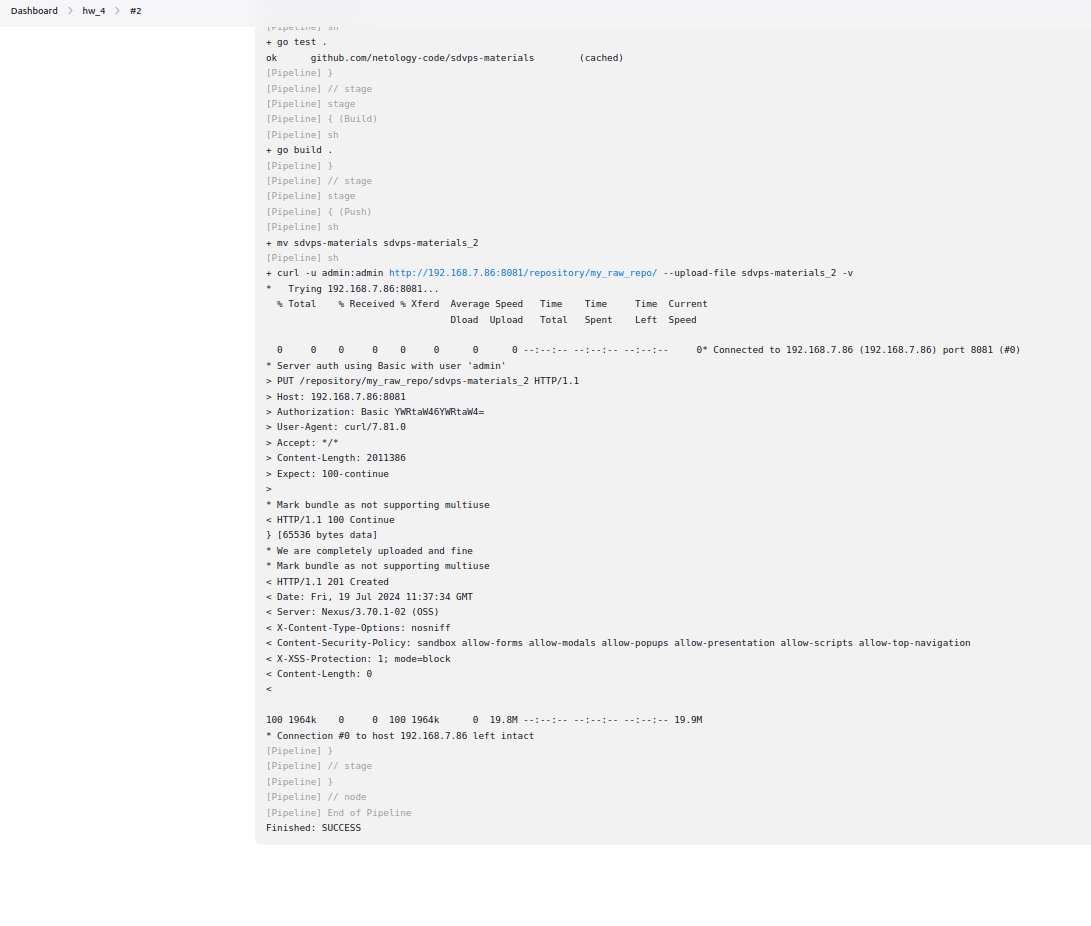 Dashboard > hw_4 > #2
[Pipeline] sh
+ go test .
ok      github.com/netology-code/sdvps-materials        (cached)
[Pipeline] }
[Pipeline] // stage
[Pipeline] stage
[Pipeline] { (Build)
[Pipeline] sh
+ go build .
[Pipeline] }
[Pipeline] // stage
[Pipeline] stage
[Pipeline] { (Push)
[Pipeline] sh
+ mv sdvps-materials sdvps-materials_2
[Pipeline] sh
+ curl -u admin:admin http://192.168.7.86:8081/repository/my_raw_repo/ --upload-file sdvps-materials_2 -v
*   Trying 192.168.7.86:8081...
  % Total    % Received % Xferd  Average Speed   Time    Time     Time  Current
                                 Dload  Upload   Total   Spent    Left  Speed
  0     0    0     0    0     0      0      0 --:--:-- --:--:-- --:--:--     0* Connected to 192.168.7.86 (192.168.7.86) port 8081 (#0)
* Server auth using Basic with user 'admin'
> PUT /repository/my_raw_repo/sdvps-materials_2 HTTP/1.1
> Host: 192.168.7.86:8081
> Authorization: Basic YWRtaW46YWRtaW4=
> User-Agent: curl/7.81.0
> Accept: */*
> Content-Length: 2011386
> Expect: 100-continue
>
* Mark bundle as not supporting multiuse
< HTTP/1.1 100 Continue
} [65536 bytes data]
* We are completely uploaded and fine
* Mark bundle as not supporting multiuse
< HTTP/1.1 201 Created
< Date: Fri, 19 Jul 2024 11:37:34 GMT
< Server: Nexus/3.70.1-02 (OSS)
< X-Content-Type-Options: nosniff
< Content-Security-Policy: sandbox allow-forms allow-modals allow-popups allow-presentation allow-scripts allow-top-navigation
< X-XSS-Protection: 1; mode=block
< Content-Length: 0
<
100 1964k    0     0  100 1964k      0  19.8M --:--:-- --:--:-- --:--:-- 19.9M
* Connection #0 to host 192.168.7.86 left intact
[Pipeline] }
[Pipeline] // stage
[Pipeline] }
[Pipeline] // node
[Pipeline] End of Pipeline
Finished: SUCCESS